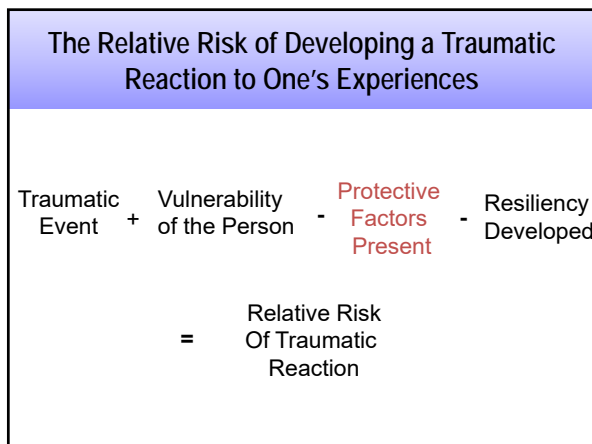 The Relative Risk of Developing a Traumatic
Reaction to One's Experiences
Traumatic
Event
+
Vulnerability
of the Person
-
Protective
Factors
Present
-
Resiliency
Developed
=
Relative Risk
Of Traumatic
Reaction